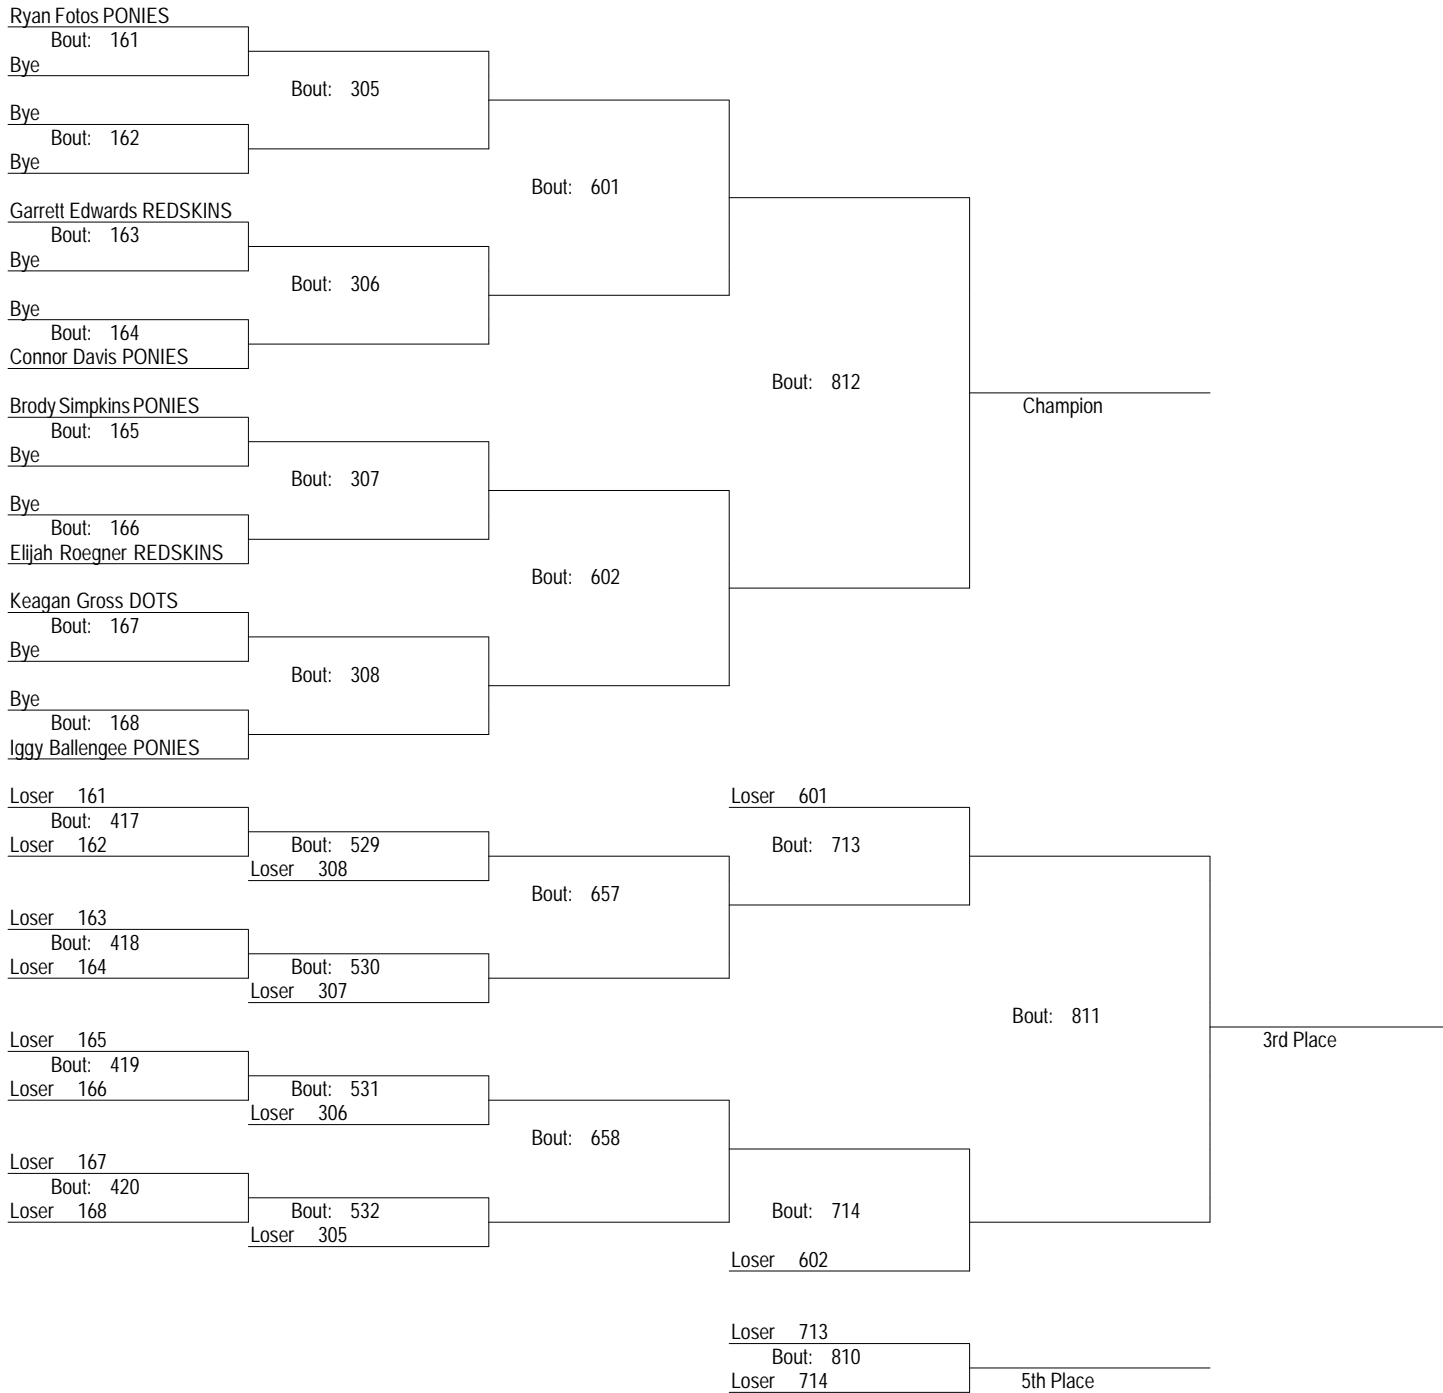 Ryan Fotos PONIES
Bout: 161
Bye
Bout: 305
Bye
Bout: 162
Bye
Bout: 601
Garrett Edwards REDSKINS
Bout: 163
Bye
Bout: 306
Bye
Bout: 164
Connor Davis PONIES
Bout: 812
Champion
Brody Simpkins PONIES
Bout: 165
Bye
Bout: 307
Bye
Bout: 166
Elijah Roegner REDSKINS
Bout: 602
Keagan Gross DOTS
Bout: 167
Bye
Bout: 308
Bye
Bout: 168
Iggy Ballengee PONIES
Loser 161
Bout: 417
Loser 162
Bout: 529
Loser 308
Loser 601
Bout: 713
Bout: 657
Loser 163
Bout: 418
Loser 164
Bout: 530
Loser 307
Bout: 811
3rd Place
Loser 165
Bout: 419
Loser 166
Bout: 531
Loser 306
Bout: 658
Loser 167
Bout: 420
Loser 168
Bout: 532
Loser 305
Bout: 714
Loser 602
Loser 713
Bout: 810
Loser 714
5th Place